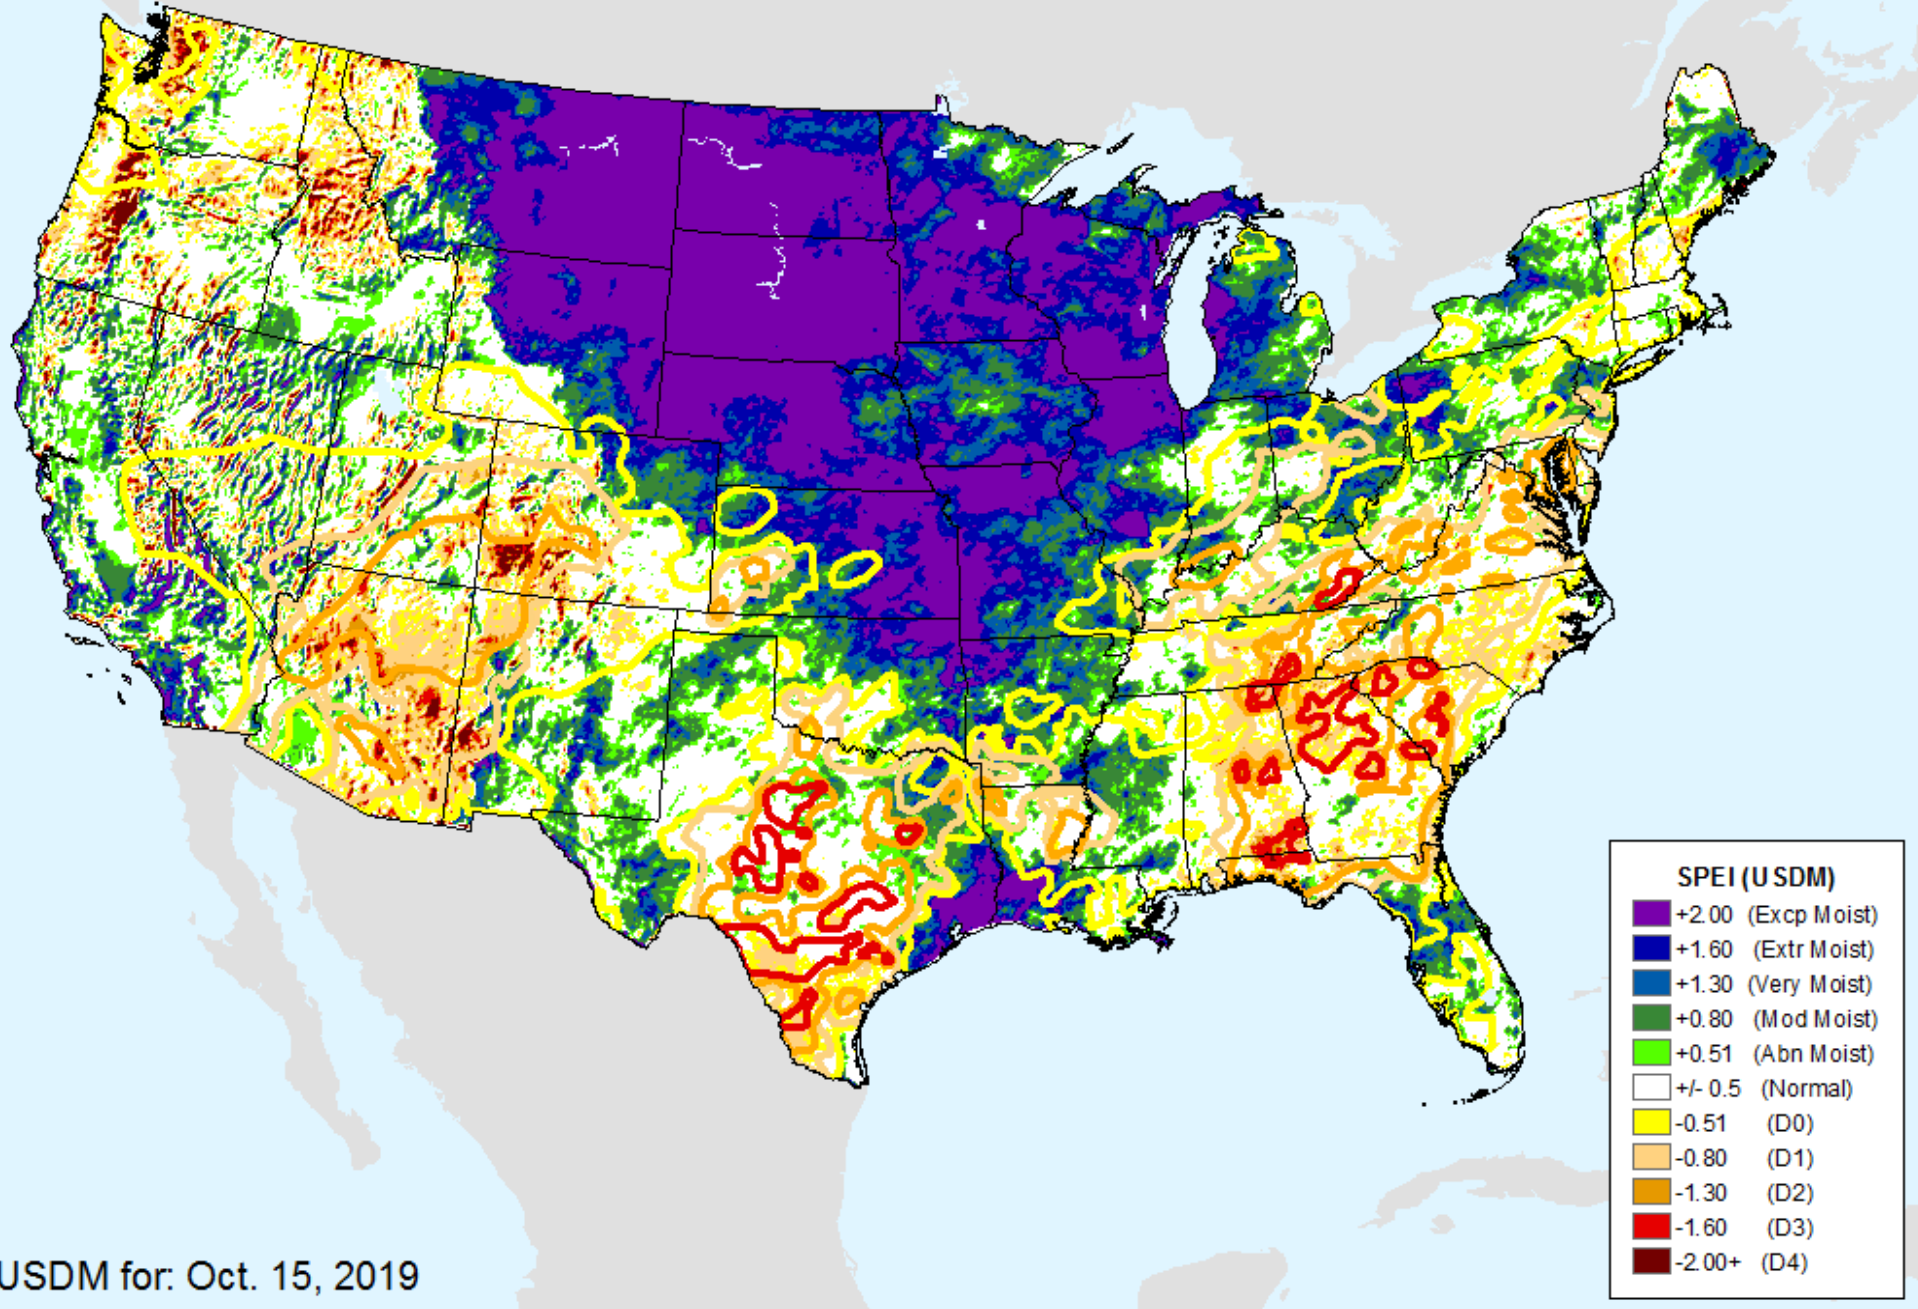 SPEI (USDM)
+2.00 (Excp Moist)
+1.60 (Extr Moist)
+1.30 (Very Moist)
+0.80 (Mod Moist)
+0.51 (Abn Moist)
+/- 0.5 (Normal)
-0.51 (D0)
-0.80 (D1)
-1.30 (D2)
-1.60 (D3)
-2.00+ (D4)
USDM for: Oct. 15, 2019